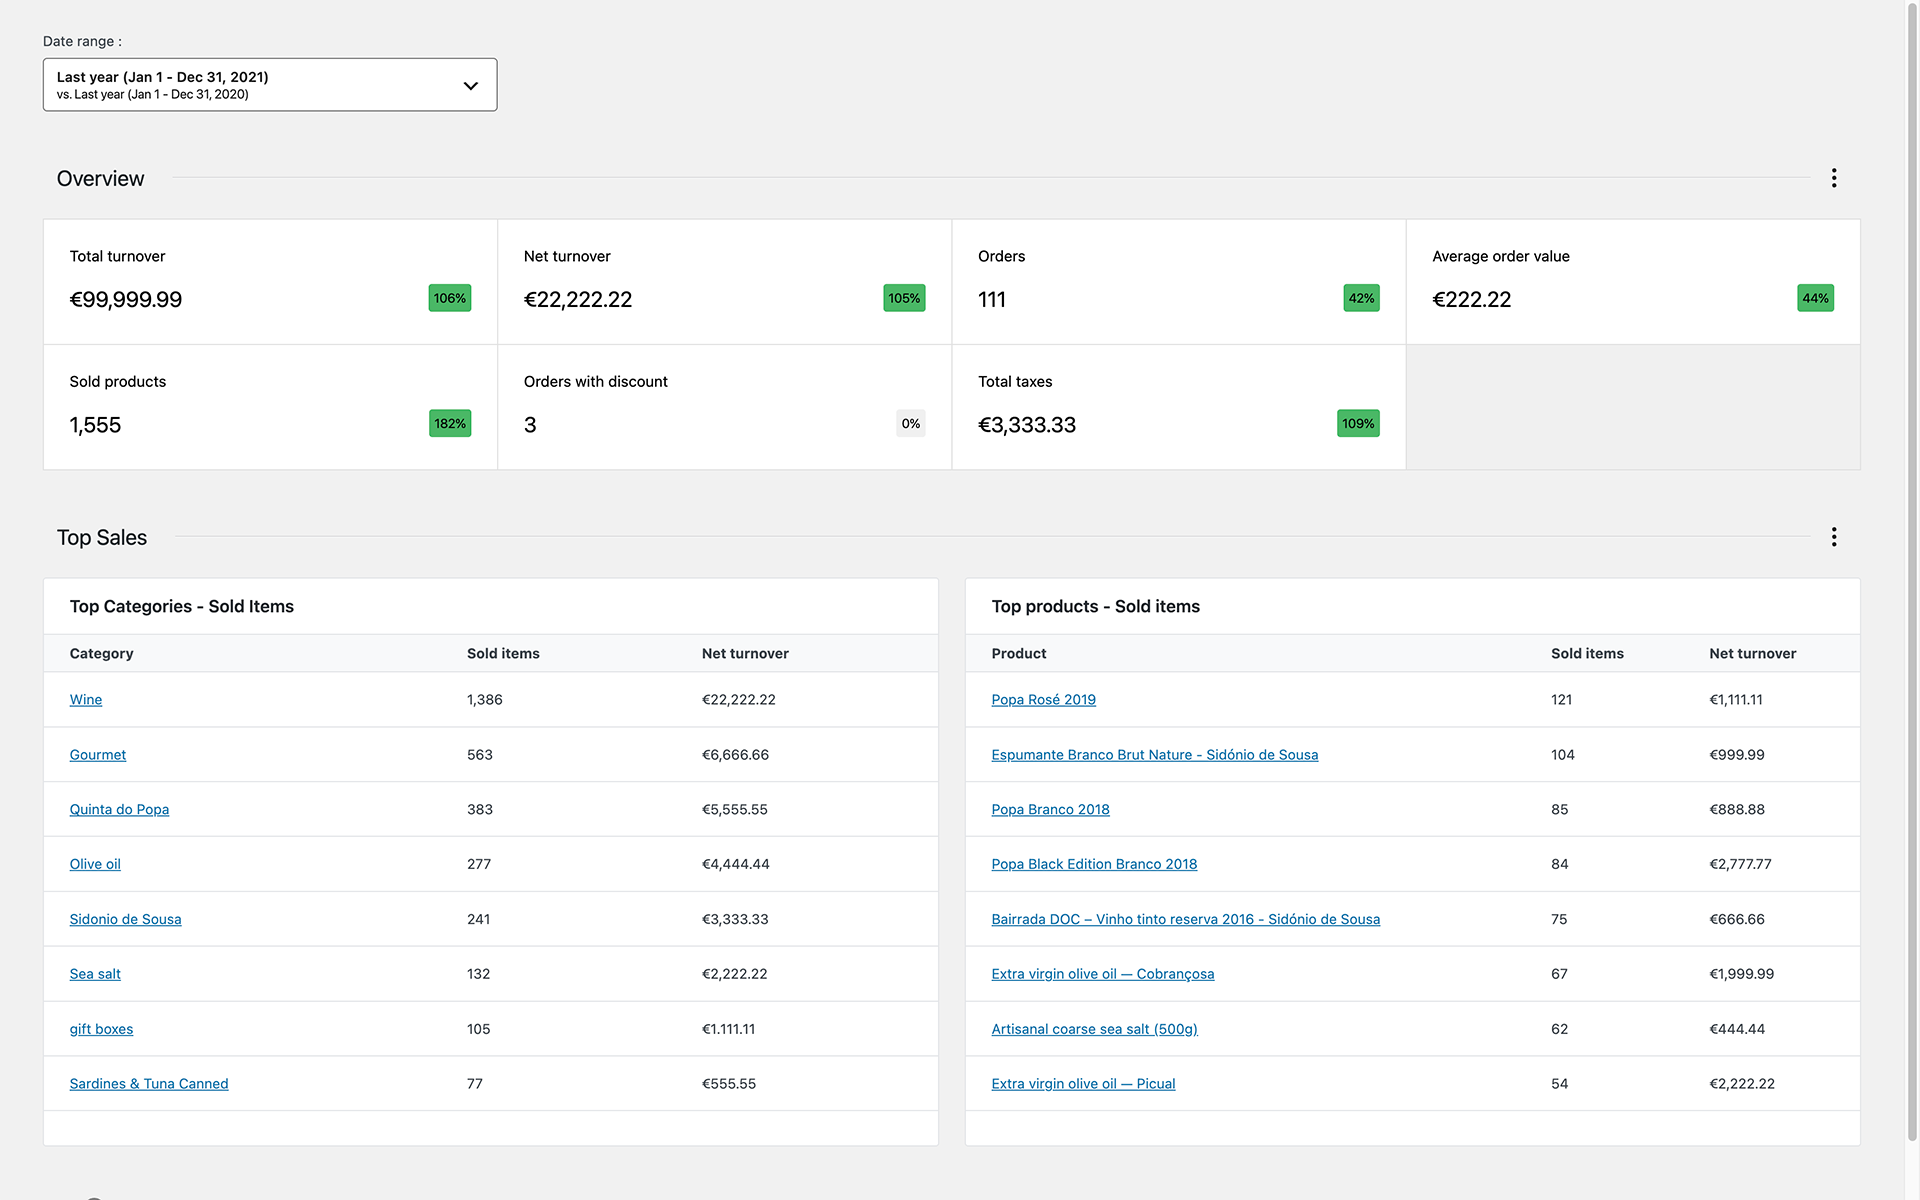 Date range :
Last year (Jan 1 - Dec 31, 2021)
vs. Last year (Jan 1 - Dec 31, 2020)
Overview
Total turnover
€99,999.99
106%
Net turnover
€22,222.22
105%
Orders
111
42%
Average order value
€222.22
44%
Sold products
1,555
182%
Orders with discount
3
0%
Total taxes
€3,333.33
109%
Top Sales
Top Categories - Sold Items
Category Sold items Net turnover
Wine 1,386 €22,222.22
Gourmet 563 €6,666.66
Quinta do Popa 383 €5,555.55
Olive oil 277 €4,444.44
Sidonio de Sousa 241 €3,333.33
Sea salt 132 €2,222.22
gift boxes 105 €1.111.11
Sardines & Tuna Canned 77 €555.55
Top products - Sold items
Product Sold items Net turnover
Popa Rosé 2019 121 €1,111.11
Espumante Branco Brut Nature - Sidónio de Sousa 104 €999.99
Popa Branco 2018 85 €888.88
Popa Black Edition Branco 2018 84 €2,777.77
Bairrada DOC – Vinho tinto reserva 2016 - Sidónio de Sousa 75 €666.66
Extra virgin olive oil — Cobrançosa 67 €1,999.99
Artisanal coarse sea salt (500g) 62 €444.44
Extra virgin olive oil — Picual 54 €2,222.22